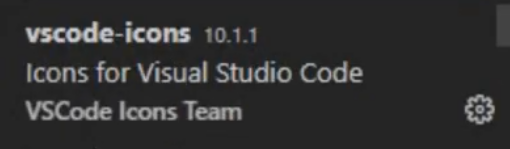 vscode-icons 10.1.1
Icons for Visual Studio Code
VSCode Icons Team